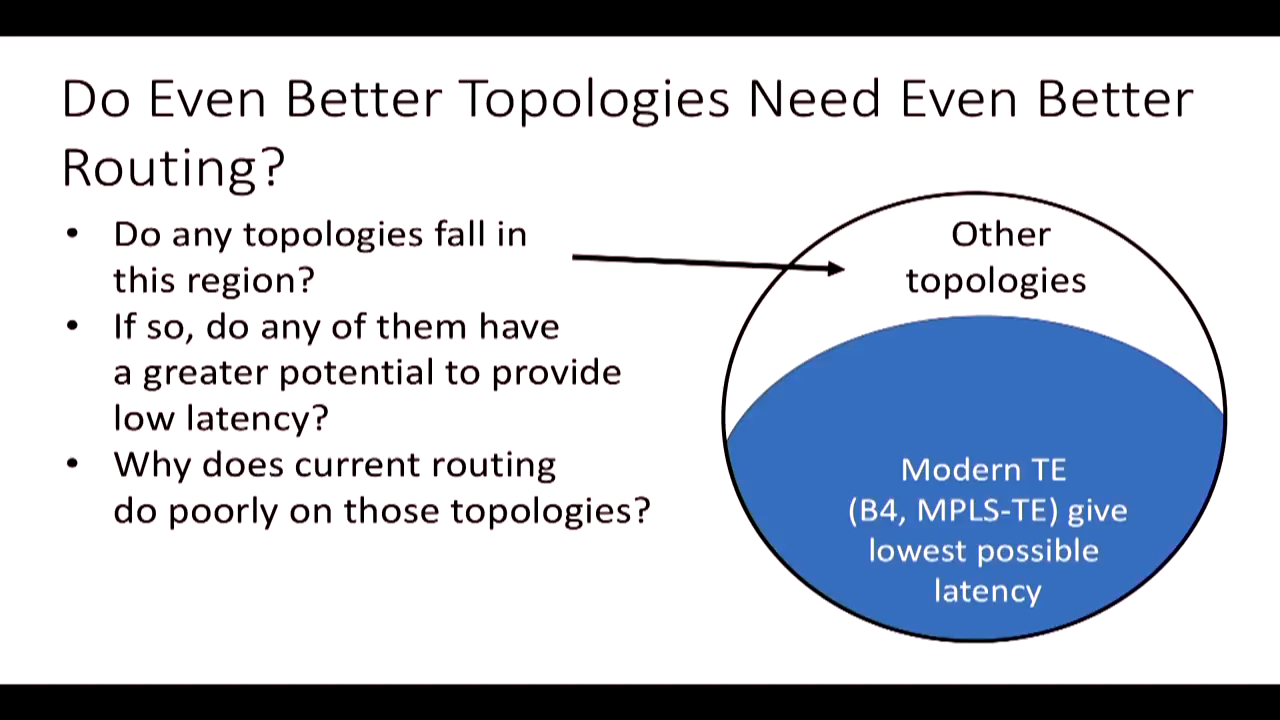 Do Even Better Topologies Need Even Better
Routing?
• Do any topologies fall in
this region?
• If so, do any of them have
a greater potential to provide
low latency?
• Why does current routing
do poorly on those topologies?
Other
topologies
Modern TE
(B4, MPLS-TE) give
lowest possible
latency